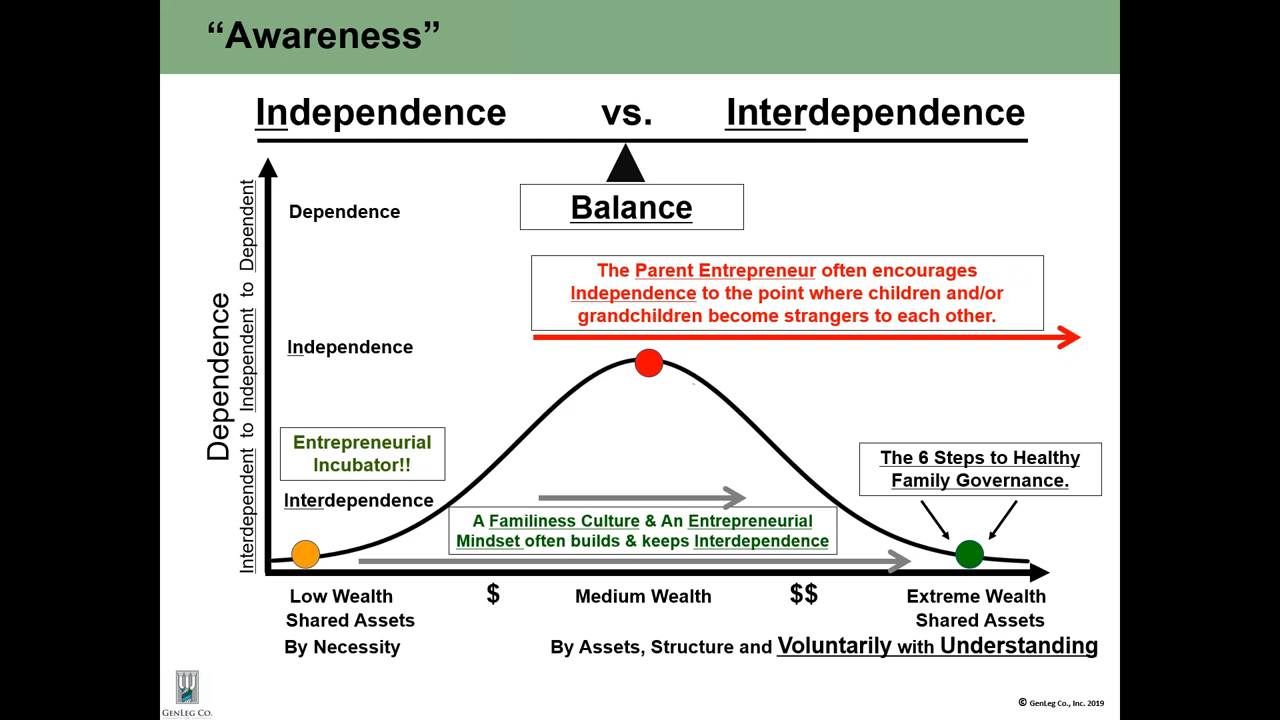 “Awareness”
Independence vs. Interdependence
Balance
Dependence
Interdependent to Independent to Dependent
Dependence
The Parent Entrepreneur often encourages
Independence to the point where children and/or
grandchildren become strangers to each other.
Independence
Entrepreneurial
Incubator!!
Interdependence
The 6 Steps to Healthy
Family Governance.
A Familiness Culture & An Entrepreneurial
Mindset often builds & keeps Interdependence
Low Wealth $ Medium Wealth $$ Extreme Wealth
Shared Assets Shared Assets
By Necessity By Assets, Structure and Voluntarily with Understanding
GenLeg Co.
© GenLeg Co., Inc. 2019